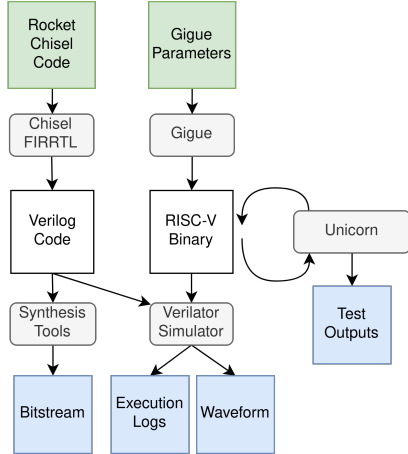 Rocket
Chisel
Code
Gigue
Parameters
Chisel
FIRRTL
Gigue
Verilog
Code
RISC-V
Binary
Unicorn
Synthesis
Tools
Verilator
Simulator
Test
Outputs
Bitstream
Execution
Logs
Waveform